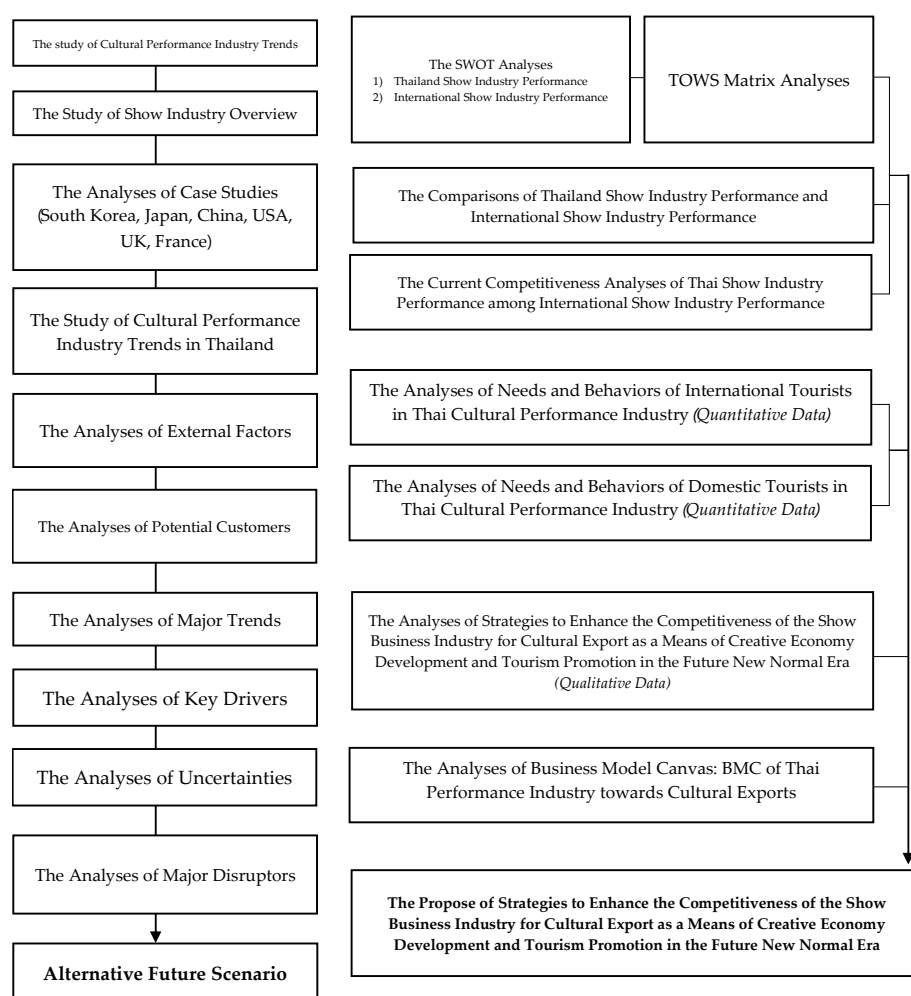 The study of Cultural Performance Industry Trends
The Study of Show Industry Overview
The Analyses of Case Studies
(South Korea, Japan, China, USA,
UK, France)
The Study of Cultural Performance
Industry Trends in Thailand
The Analyses of External Factors
The Analyses of Potential Customers
The Analyses of Major Trends
The Analyses of Key Drivers
The Analyses of Uncertainties
The Analyses of Major Disruptors
Alternative Future Scenario
The SWOT Analyses
1) Thailand Show Industry Performance
2) International Show Industry Performance
TOWS Matrix Analyses
The Comparisons of Thailand Show Industry Performance and
International Show Industry Performance
The Current Competitiveness Analyses of Thai Show Industry
Performance among International Show Industry Performance
The Analyses of Needs and Behaviors of International Tourists
in Thai Cultural Performance Industry (Quantitative Data)
The Analyses of Needs and Behaviors of Domestic Tourists in
Thai Cultural Performance Industry (Quantitative Data)
The Analyses of Strategies to Enhance the Competitiveness of the Show
Business Industry for Cultural Export as a Means of Creative Economy
Development and Tourism Promotion in the Future New Normal Era
(Qualitative Data)
The Analyses of Business Model Canvas: BMC of Thai
Performance Industry towards Cultural Exports
The Propose of Strategies to Enhance the Competitiveness of the Show
Business Industry for Cultural Export as a Means of Creative Economy
Development and Tourism Promotion in the Future New Normal Era